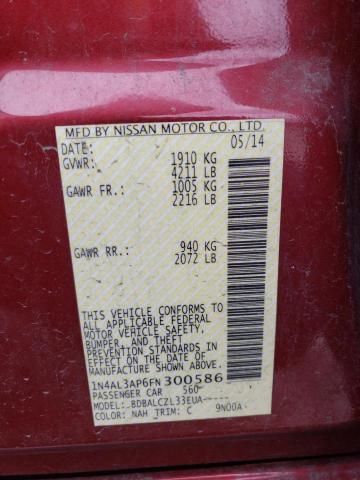 MFD BY NISSAN MOTOR CO., LTD.
DATE: 05/14
GVWR: 1910 KG
4211 LB
GAWR FR.: 1005 KG
2216 LB
GAWR RR.: 940 KG
2072 LB
THIS VEHICLE CONFORMS TO
ALL APPLICABLE FEDERAL
MOTOR VEHICLE SAFETY,
BUMPER, AND THEFT
PREVENTION STANDARDS IN
EFFECT ON THE DATE OF
MANUFACTURE SHOWN ABOVE.
1N4AL3AP6FN300586
PASSENGER CAR 560
MODEL: BDBALCZL33EUA-----
COLOR: NAH TRIM: C 9N00A